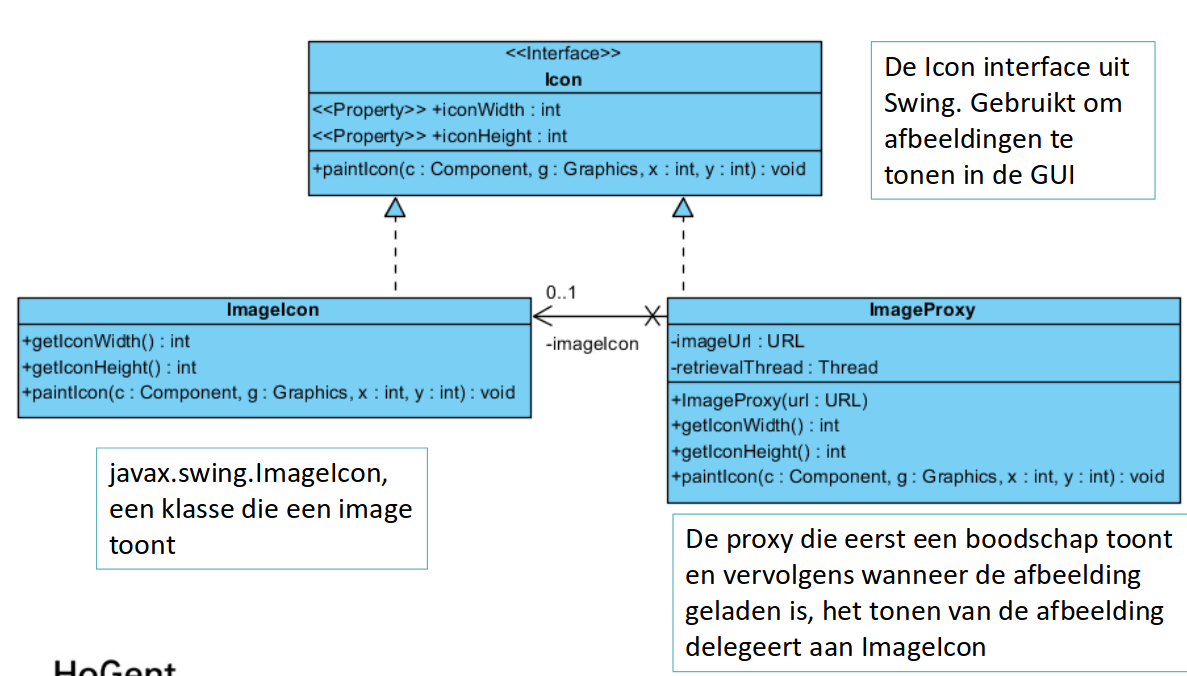 <<Interface>>
Icon
<<Property>> +iconWidth : int
<<Property>> +iconHeight : int
+paintIcon(c : Component, g : Graphics, x : int, y : int) : void
De Icon interface uit
Swing. Gebruikt om
afbeeldingen te
tonen in de GUI
ImageIcon
+getIconWidth() : int
+getIconHeight() : int
+paintIcon(c : Component, g : Graphics, x : int, y : int) : void
0..1
-imageIcon
ImageProxy
-imageUrl : URL
-retrievalThread : Thread
+ImageProxy(url : URL)
+getIconWidth() : int
+getIconHeight() : int
+paintIcon(c : Component, g : Graphics, x : int, y : int) : void
javax.swing.ImageIcon,
een klasse die een image
toont
De proxy die eerst een boodschap toont
en vervolgens wanneer de afbeelding
geladen is, het tonen van de afbeelding
delegeert aan ImageIcon
HoGent